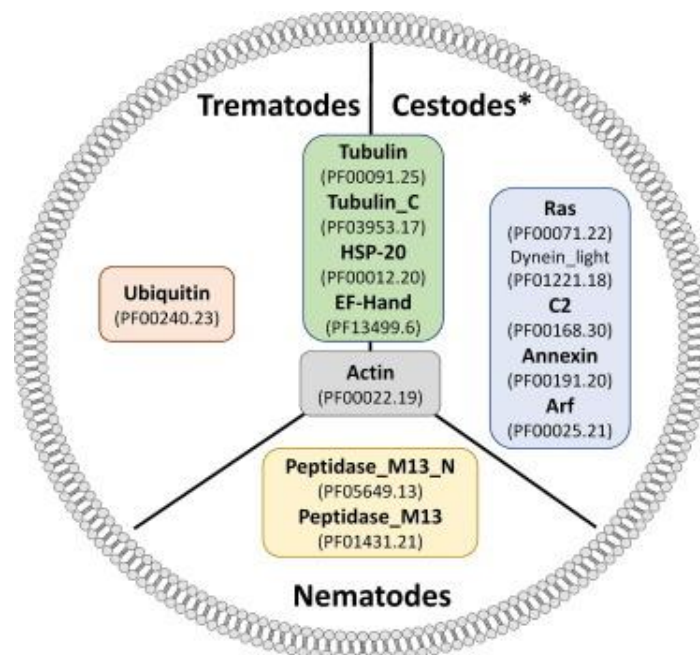 Trematodes
Cestodes*
Tubulin
(PF00091.25)
Tubulin_C
(PF03953.17)
HSP-20
(PF00012.20)
EF-Hand
(PF13499.6)
Ras
(PF00071.22)
Dynein_light
(PF01221.18)
C2
(PF00168.30)
Annexin
(PF00191.20)
Arf
(PF00025.21)
Ubiquitin
(PF00240.23)
Actin
(PF00022.19)
Peptidase_M13_N
(PF05649.13)
Peptidase_M13
(PF01431.21)
Nematodes